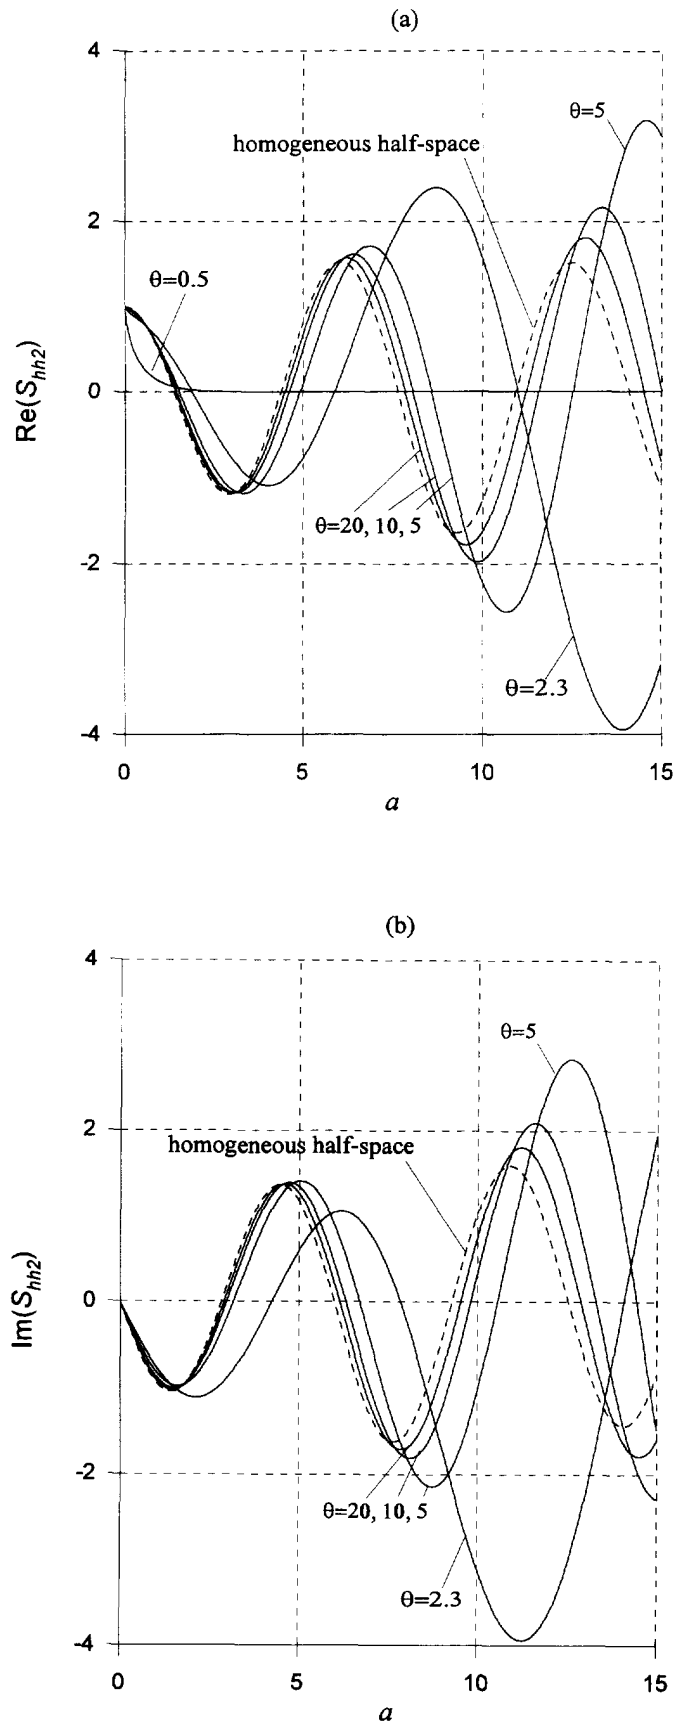 (a)
4
θ=5
homogeneous half-space
2
θ=0.5
Re(S_hh2)
0
θ=20, 10, 5
-2
θ=2.3
-4
0 5 10 15
a
(b)
4
θ=5
2
homogeneous half-space
Im(S_hh2)
0
-2
θ=20, 10, 5
θ=2.3
-4
0 5 10 15
a